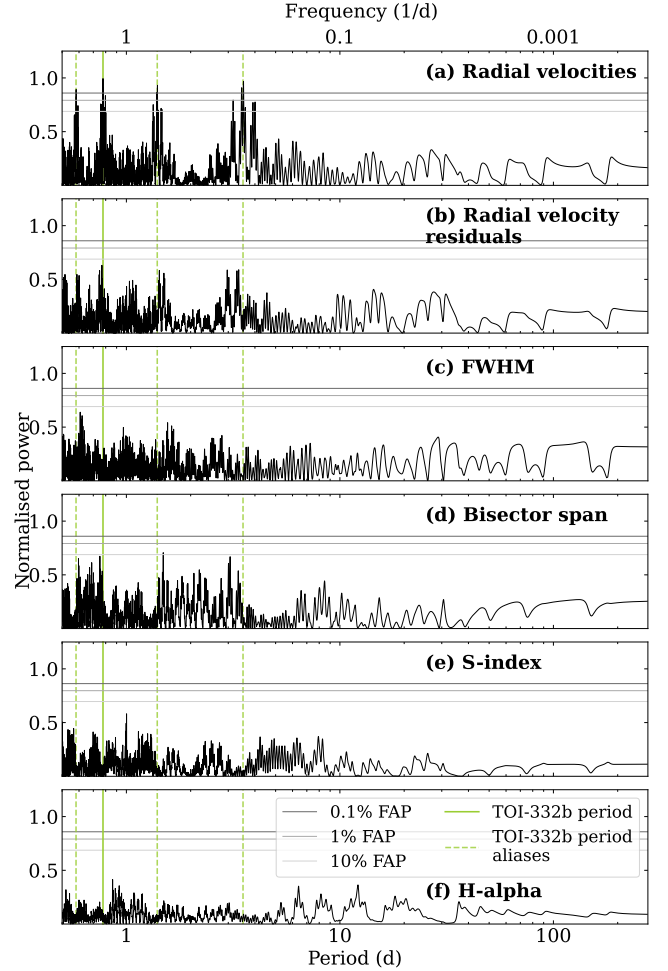 Frequency (1/d)
1 0.1 0.001
(a) Radial velocities
1.0
0.5
(b) Radial velocity
residuals
1.0
0.5
(c) FWHM
1.0
0.5
Normalised power
(d) Bisector span
1.0
0.5
(e) S-index
1.0
0.5
1.0
0.5
0.1% FAP
1% FAP
10% FAP
TOI-332b period
TOI-332b period
aliases
(f) H-alpha
1 10 100
Period (d)